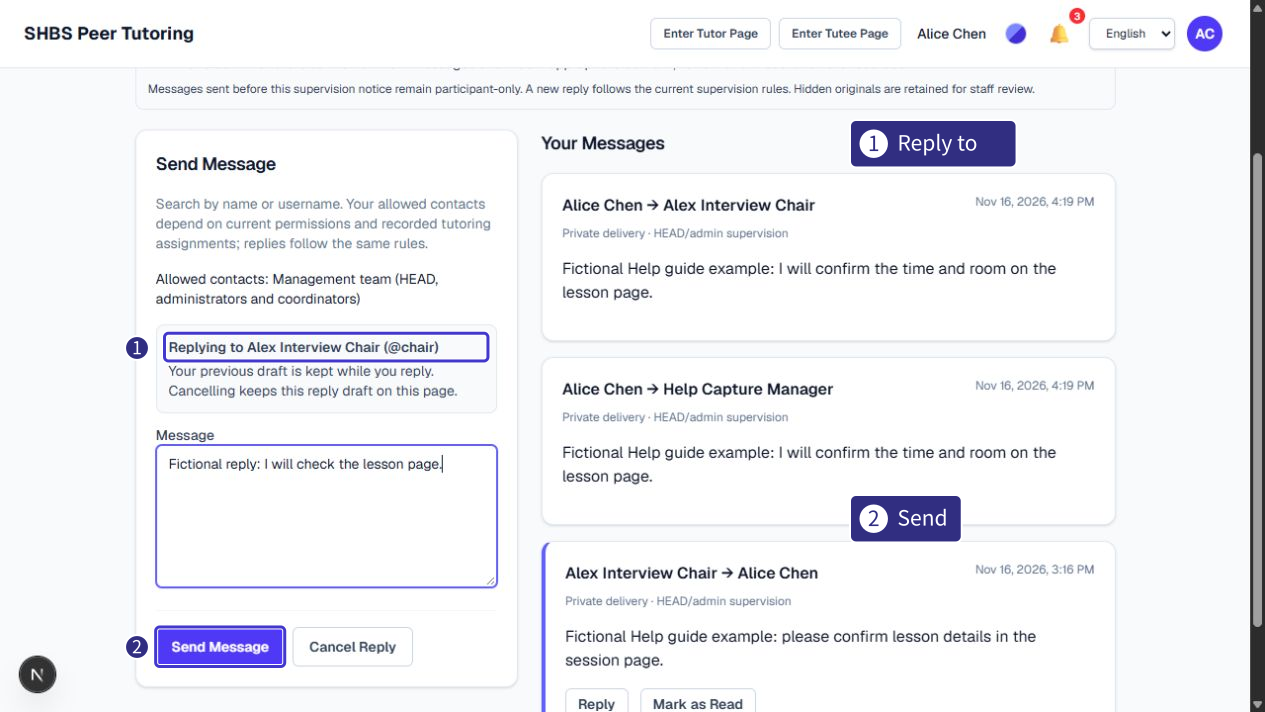 SHBS Peer Tutoring
Enter Tutor Page
Enter Tutee Page
Alice Chen
3
English
AC
Messages sent before this supervision notice remain participant-only. A new reply follows the current supervision rules. Hidden originals are retained for staff review.
Send Message
Search by name or username. Your allowed contacts
depend on current permissions and recorded tutoring
assignments; replies follow the same rules.
Allowed contacts: Management team (HEAD,
administrators and coordinators)
1
Replying to Alex Interview Chair (@chair)
Your previous draft is kept while you reply.
Cancelling keeps this reply draft on this page.
Message
Fictional reply: I will check the lesson page.
2
Send Message
Cancel Reply
N
Your Messages
1 Reply to
Alice Chen → Alex Interview Chair
Nov 16, 2026, 4:19 PM
Private delivery · HEAD/admin supervision
Fictional Help guide example: I will confirm the time and room on the
lesson page.
Alice Chen → Help Capture Manager
Nov 16, 2026, 4:19 PM
Private delivery · HEAD/admin supervision
Fictional Help guide example: I will confirm the time and room on the
lesson page.
2 Send
Alex Interview Chair → Alice Chen
Nov 16, 2026, 3:16 PM
Private delivery · HEAD/admin supervision
Fictional Help guide example: please confirm lesson details in the
session page.
Reply
Mark as Read